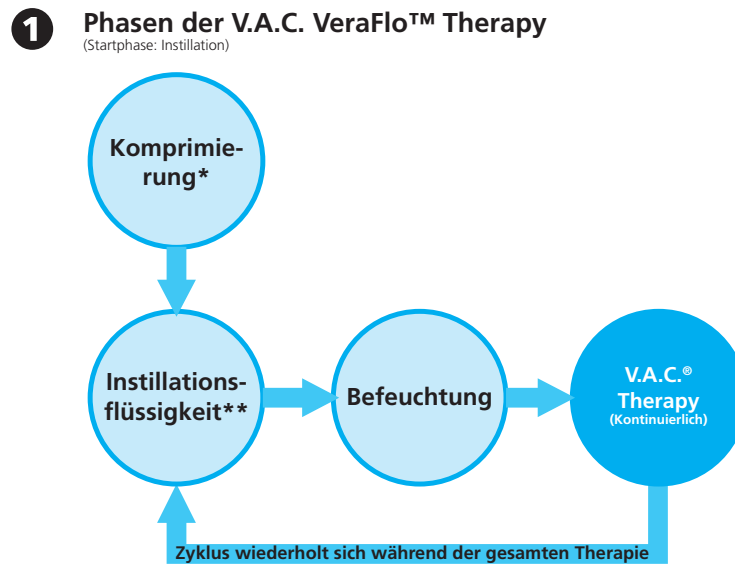 1
Phasen der V.A.C. VeraFlo™ Therapy
(Startphase: Instillation)
Komprimie-
rung*
Instillations-
flüssigkeit**
Befeuchtung
V.A.C.®
Therapy
(Kontinuierlich)
Zyklus wiederholt sich während der gesamten Therapie